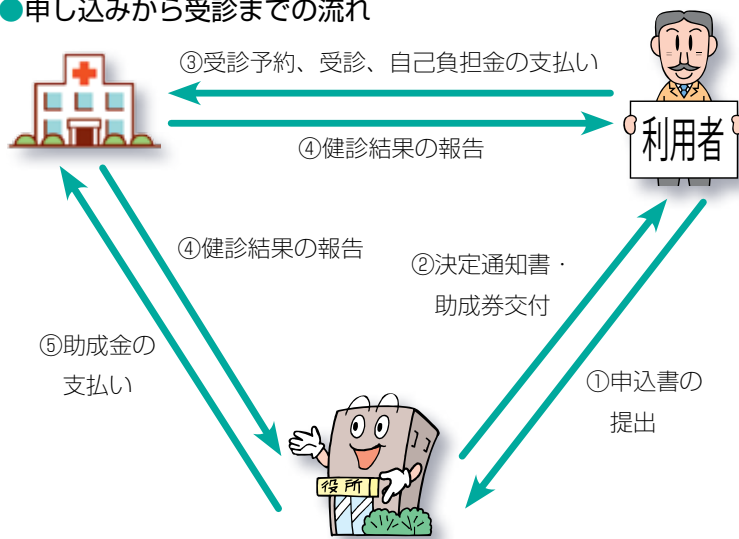 ●申し込みから受診までの流れ
③受診予約、受診、自己負担金の支払い
利用者
④健診結果の報告
④健診結果の報告
②決定通知書・
助成券交付
⑤助成金の
支払い
①申込書の
提出
役所